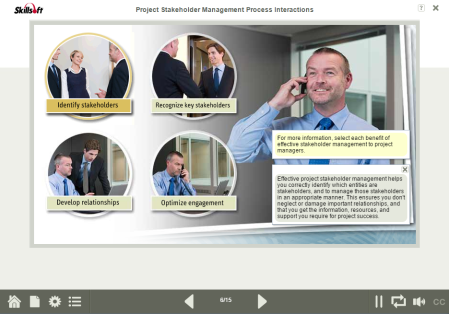 Skillsoft
Project Stakeholder Management Process Interactions
?
Identify stakeholders
Recognize key stakeholders
Develop relationships
Optimize engagement
For more information, select each benefit of
effective stakeholder management to project
managers.
Effective project stakeholder management helps
you correctly identify which entities are
stakeholders, and to manage those stakeholders
in an appropriate manner. This ensures you don't
neglect or damage important relationships, and
that you get the information, resources, and
support you require for project success.
6/15
CC